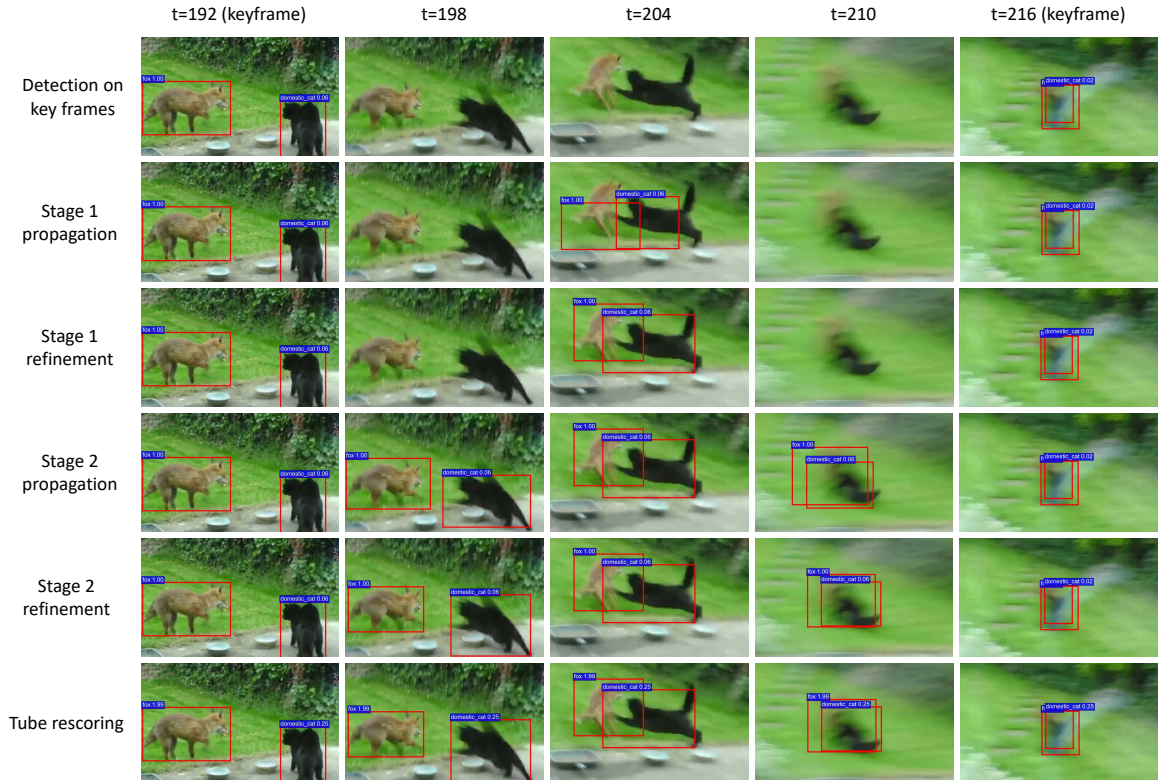 t=192 (keyframe) t=198 t=204 t=210 t=216 (keyframe)
Detection on
key frames
fox 1.00
domestic_cat 0.06
domestic_cat 0.02
Stage 1
propagation
fox 1.00
domestic_cat 0.06
fox 1.00
domestic_cat 0.06
domestic_cat 0.02
Stage 1
refinement
fox 1.00
domestic_cat 0.06
fox 1.00
domestic_cat 0.06
domestic_cat 0.02
Stage 2
propagation
fox 1.00
domestic_cat 0.06
fox 1.00
domestic_cat 0.06
fox 1.00
domestic_cat 0.06
fox 1.00
domestic_cat 0.06
domestic_cat 0.02
Stage 2
refinement
fox 1.00
domestic_cat 0.06
fox 1.00
domestic_cat 0.06
fox 1.00
domestic_cat 0.06
fox 1.00
domestic_cat 0.06
domestic_cat 0.02
Tube rescoring
fox 1.99
domestic_cat 0.25
fox 1.99
domestic_cat 0.25
fox 1.99
domestic_cat 0.25
fox 1.99
domestic_cat 0.25
domestic_cat 0.25